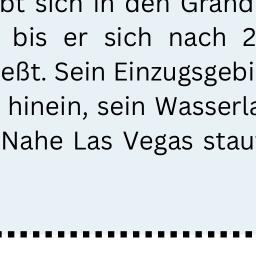 bt sich in den Grand
bis er sich nach 2
eßt. Sein Einzugsgebi
hinein, sein Wasserla
Nahe Las Vegas stau